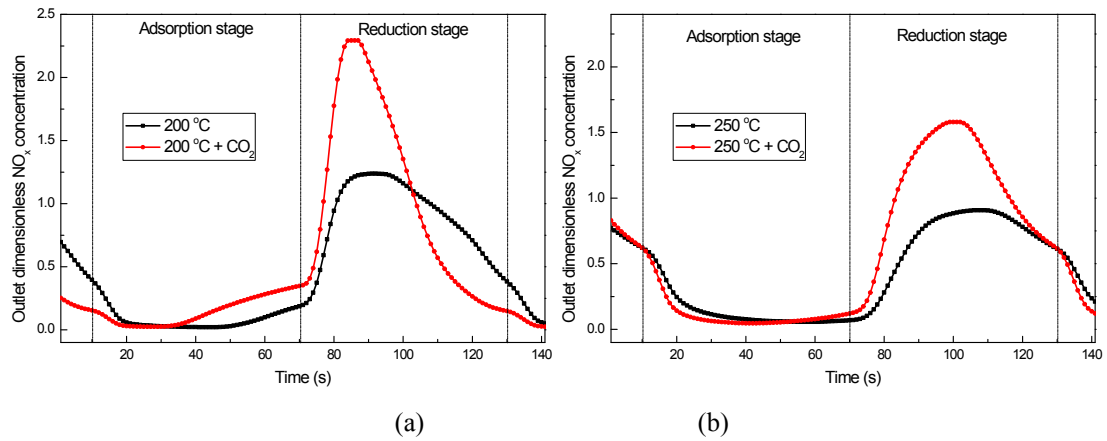 Adsorption stage
Reduction stage
200 °C
200 °C + CO₂
Outlet dimensionless NOₓ concentration
2.5
2.0
1.5
1.0
0.5
0.0
20 40 60 80 100 120 140
Time (s)
(a)
Adsorption stage
Reduction stage
250 °C
250 °C + CO₂
Outlet dimensionless NOₓ concentration
2.0
1.5
1.0
0.5
0.0
20 40 60 80 100 120 140
Time (s)
(b)